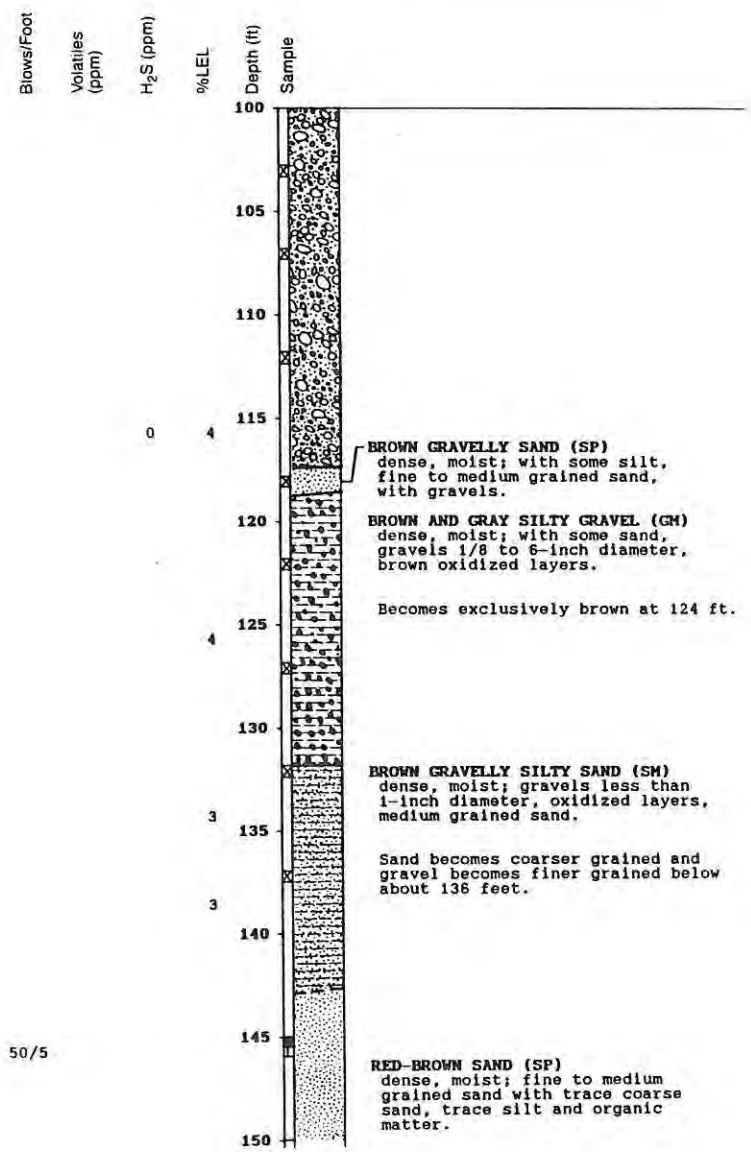 Blows/Foot
Volatiles
(ppm)
H₂S (ppm)
%LEL
Depth (ft)
Sample
100
105
110
115
0
4
BROWN GRAVELLY SAND (SP)
dense, moist; with some silt,
fine to medium grained sand,
with gravels.
120
BROWN AND GRAY SILTY GRAVEL (GM)
dense, moist; with some sand,
gravels 1/8 to 6-inch diameter,
brown oxidized layers.
Becomes exclusively brown at 124 ft.
125
4
130
BROWN GRAVELLY SILTY SAND (SM)
dense, moist; gravels less than
1-inch diameter, oxidized layers,
medium grained sand.
3
135
Sand becomes coarser grained and
gravel becomes finer grained below
about 136 feet.
3
140
145
50/5
RED-BROWN SAND (SP)
dense, moist; fine to medium
grained sand with trace coarse
sand, trace silt and organic
matter.
150